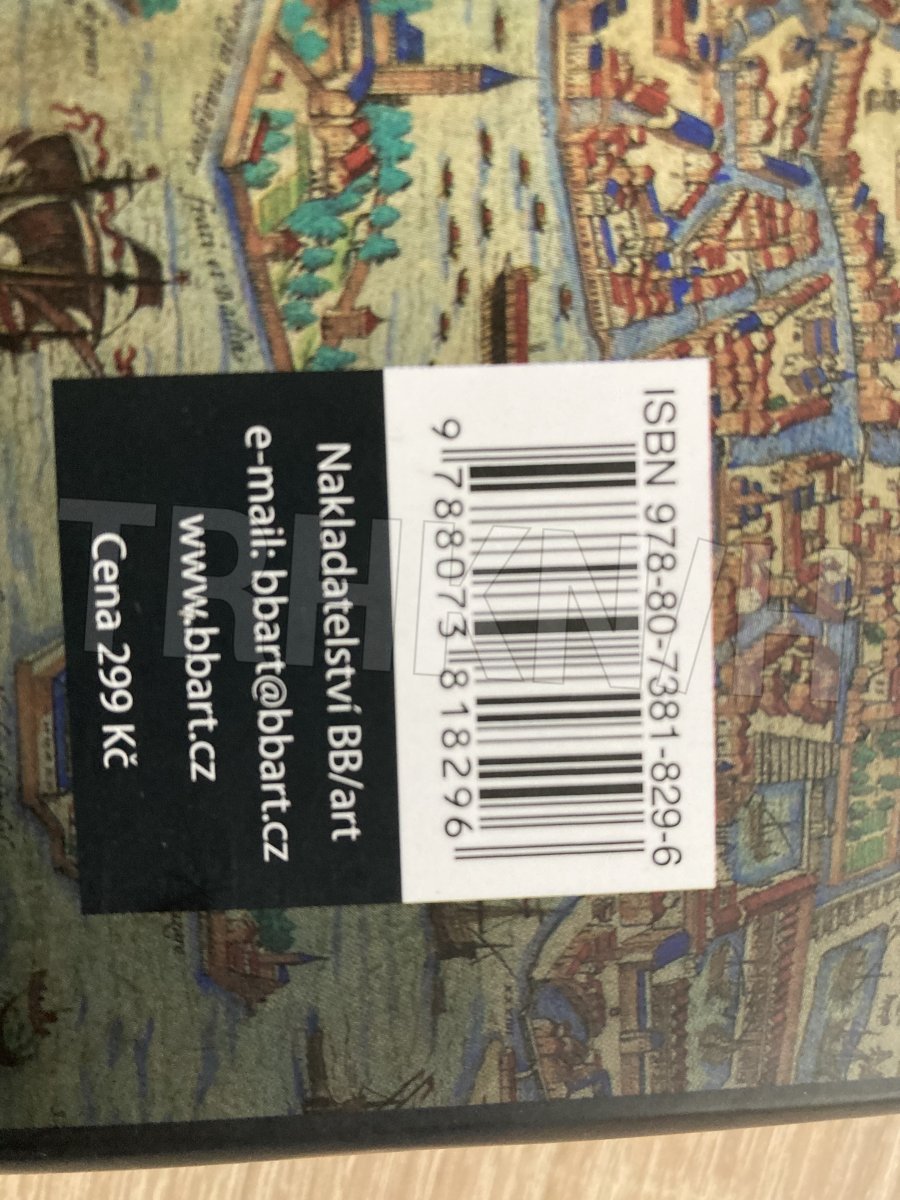 ISBN 978-80-7381-829-6
9 788073 818296
Nakladatelství BB/art
e-mail: bbart@bbart.cz
www.bbart.cz
Cena 299 Kč
TRHKNIH